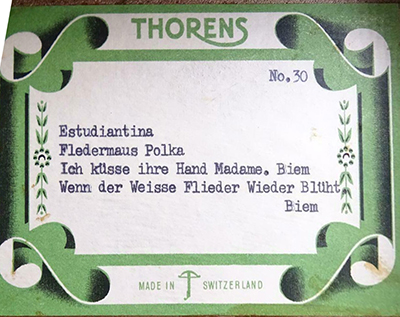 THORENS
No.30
Estudiantina
Fledermaus Polka
Ich küsse ihre Hand Madame. Biem
Wenn der Weisse Flieder Wieder Blüht
Biem
MADE IN SWITZERLAND